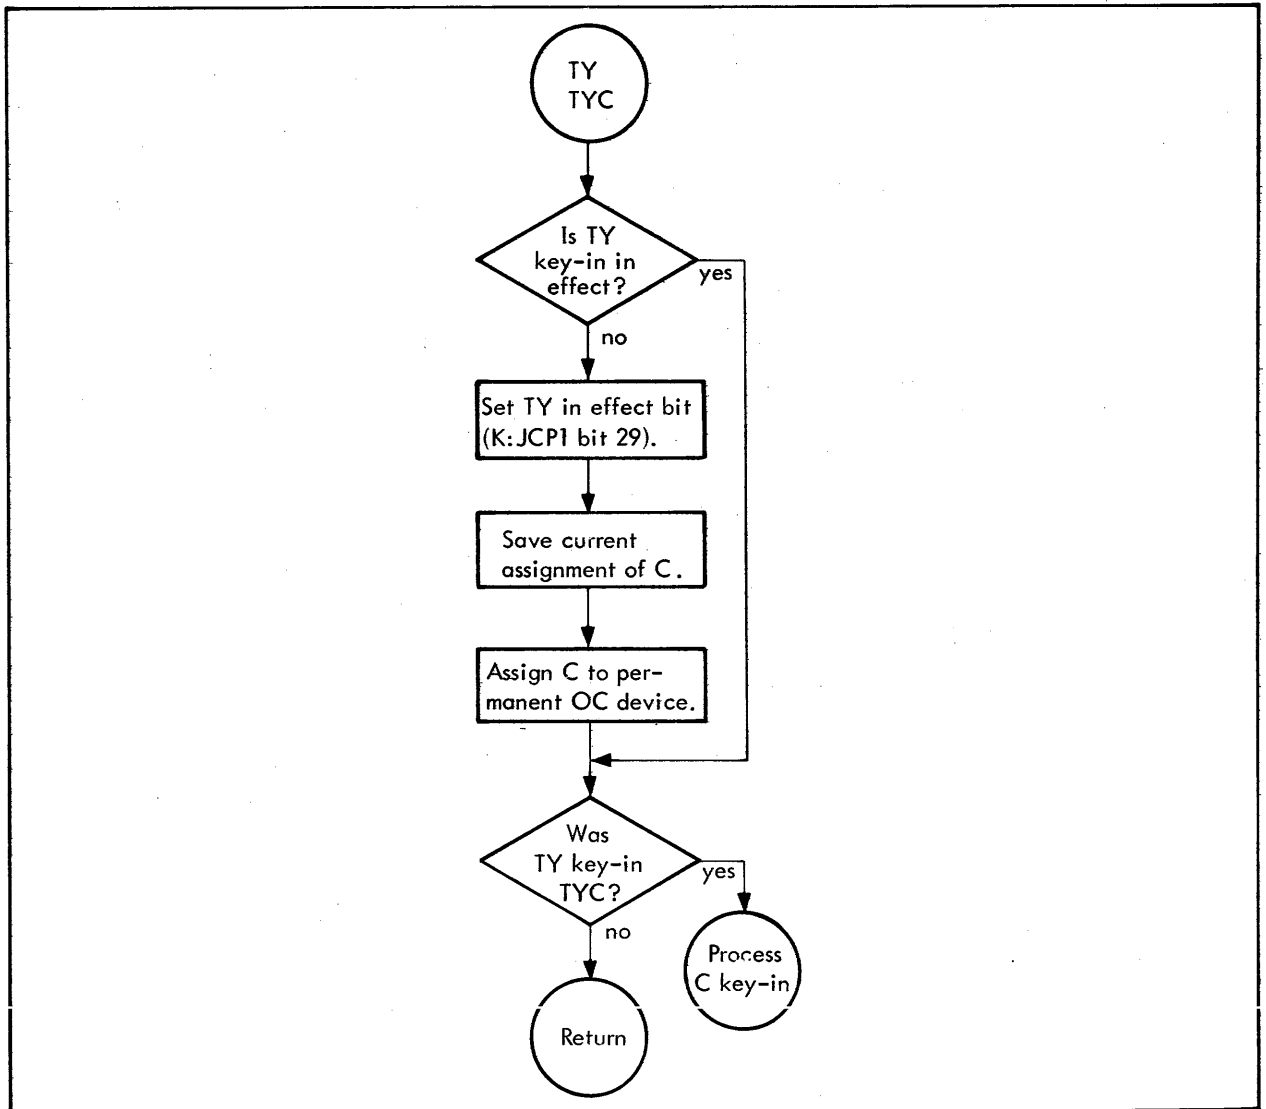 TY
TYC
Is TY
key-in in
effect?
yes
no
Set TY in effect bit
(K:JCP1 bit 29).
Save current
assignment of C.
Assign C to per-
manent OC device.
Was
TY key-in
TYC?
yes
no
Process
C key-in
Return